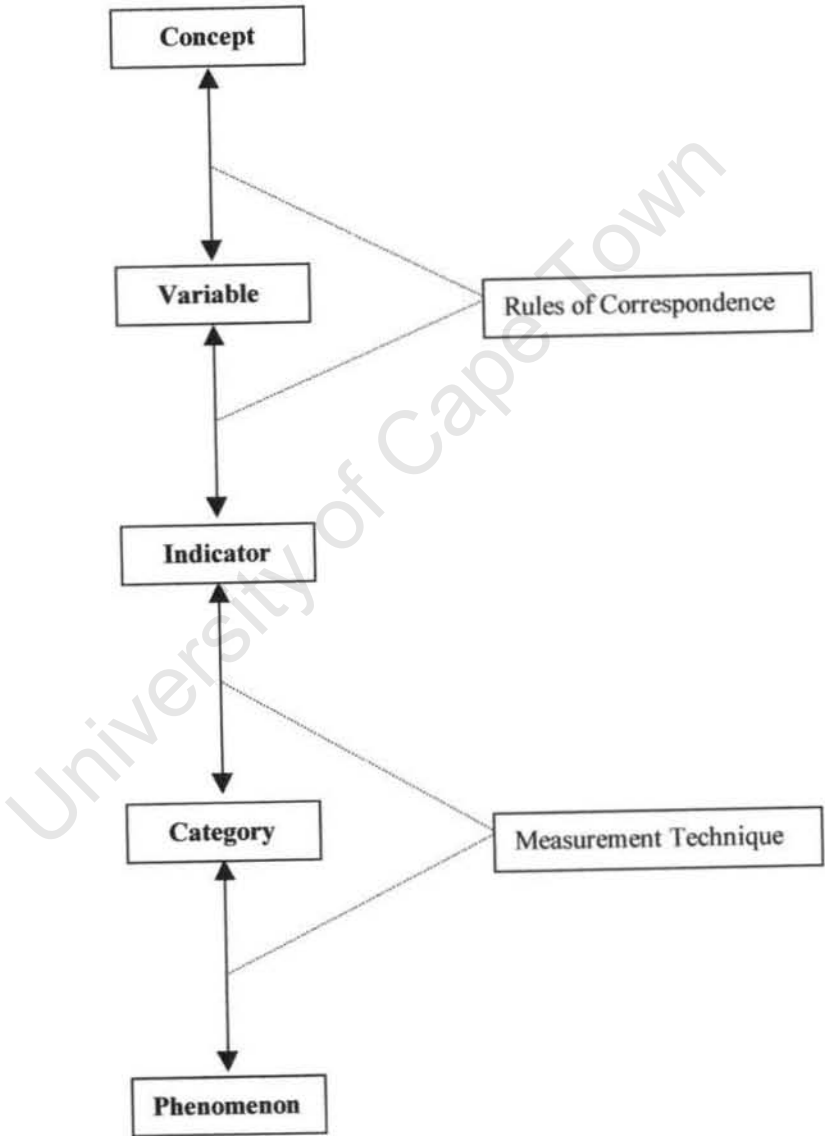 Concept
Variable
Rules of Correspondence
Indicator
Category
Measurement Technique
Phenomenon
University of Cape Town